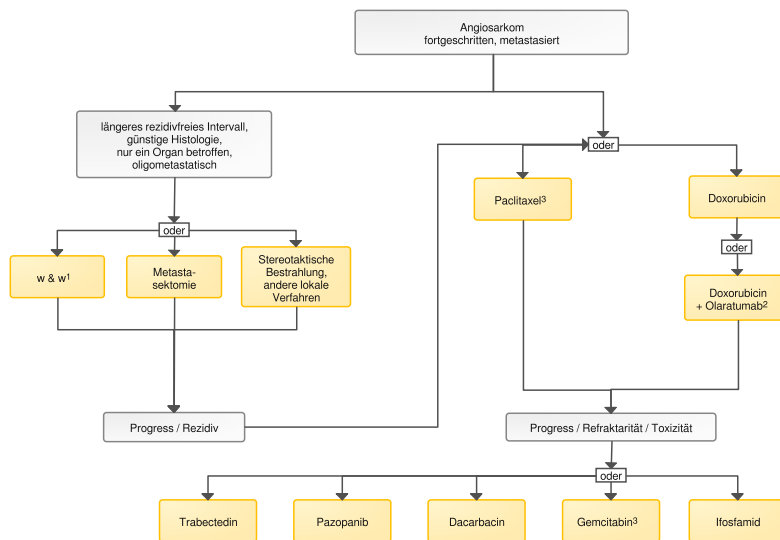 Angiosarkom
fortgeschritten, metastasiert
längeres rezidivfreies Intervall,
günstige Histologie,
nur ein Organ betroffen,
oligometastatisch
oder
Paclitaxel³
Doxorubicin
oder
oder
w & w¹
Metasta-
sektomie
Stereotaktische
Bestrahlung,
andere lokale
Verfahren
Doxorubicin
+ Olaratumab²
Progress / Rezidiv
Progress / Refraktarität / Toxizität
oder
Trabectedin
Pazopanib
Dacarbacin
Gemcitabin³
Ifosfamid